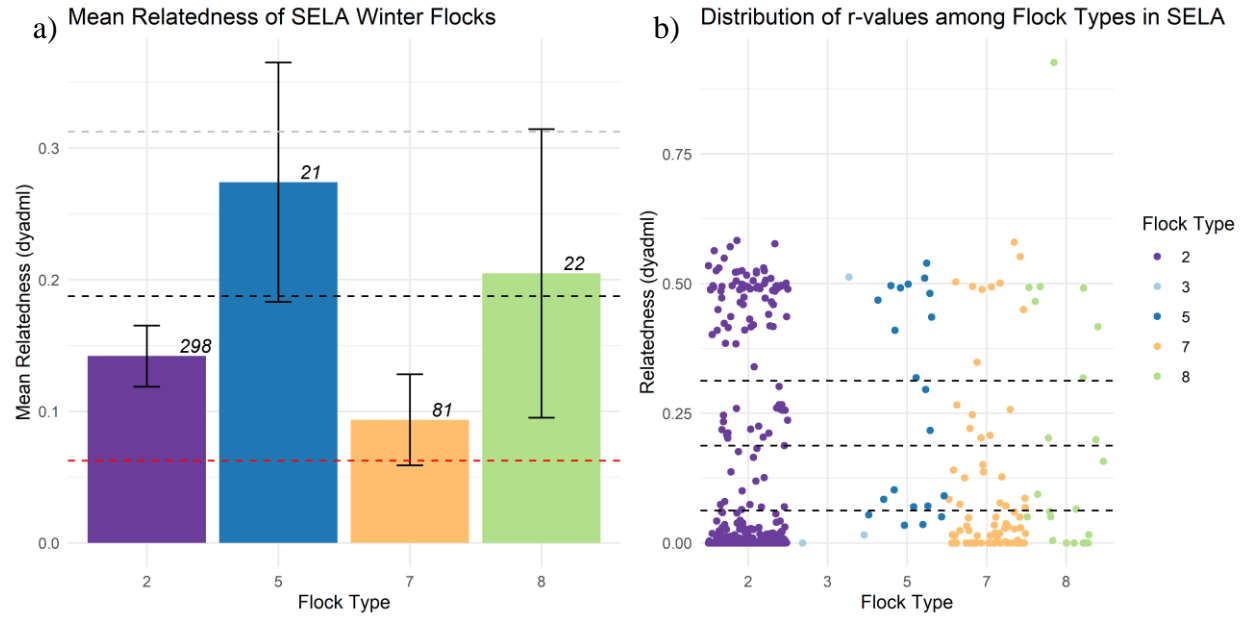 a)
Mean Relatedness of SELA Winter Flocks
Mean Relatedness (dyadml)
0.3
0.2
0.1
0.0
298
21
81
22
2 5 7 8
Flock Type
b)
Distribution of r-values among Flock Types in SELA
Relatedness (dyadml)
0.75
0.50
0.25
0.00
2 3 5 7 8
Flock Type
Flock Type
2
3
5
7
8